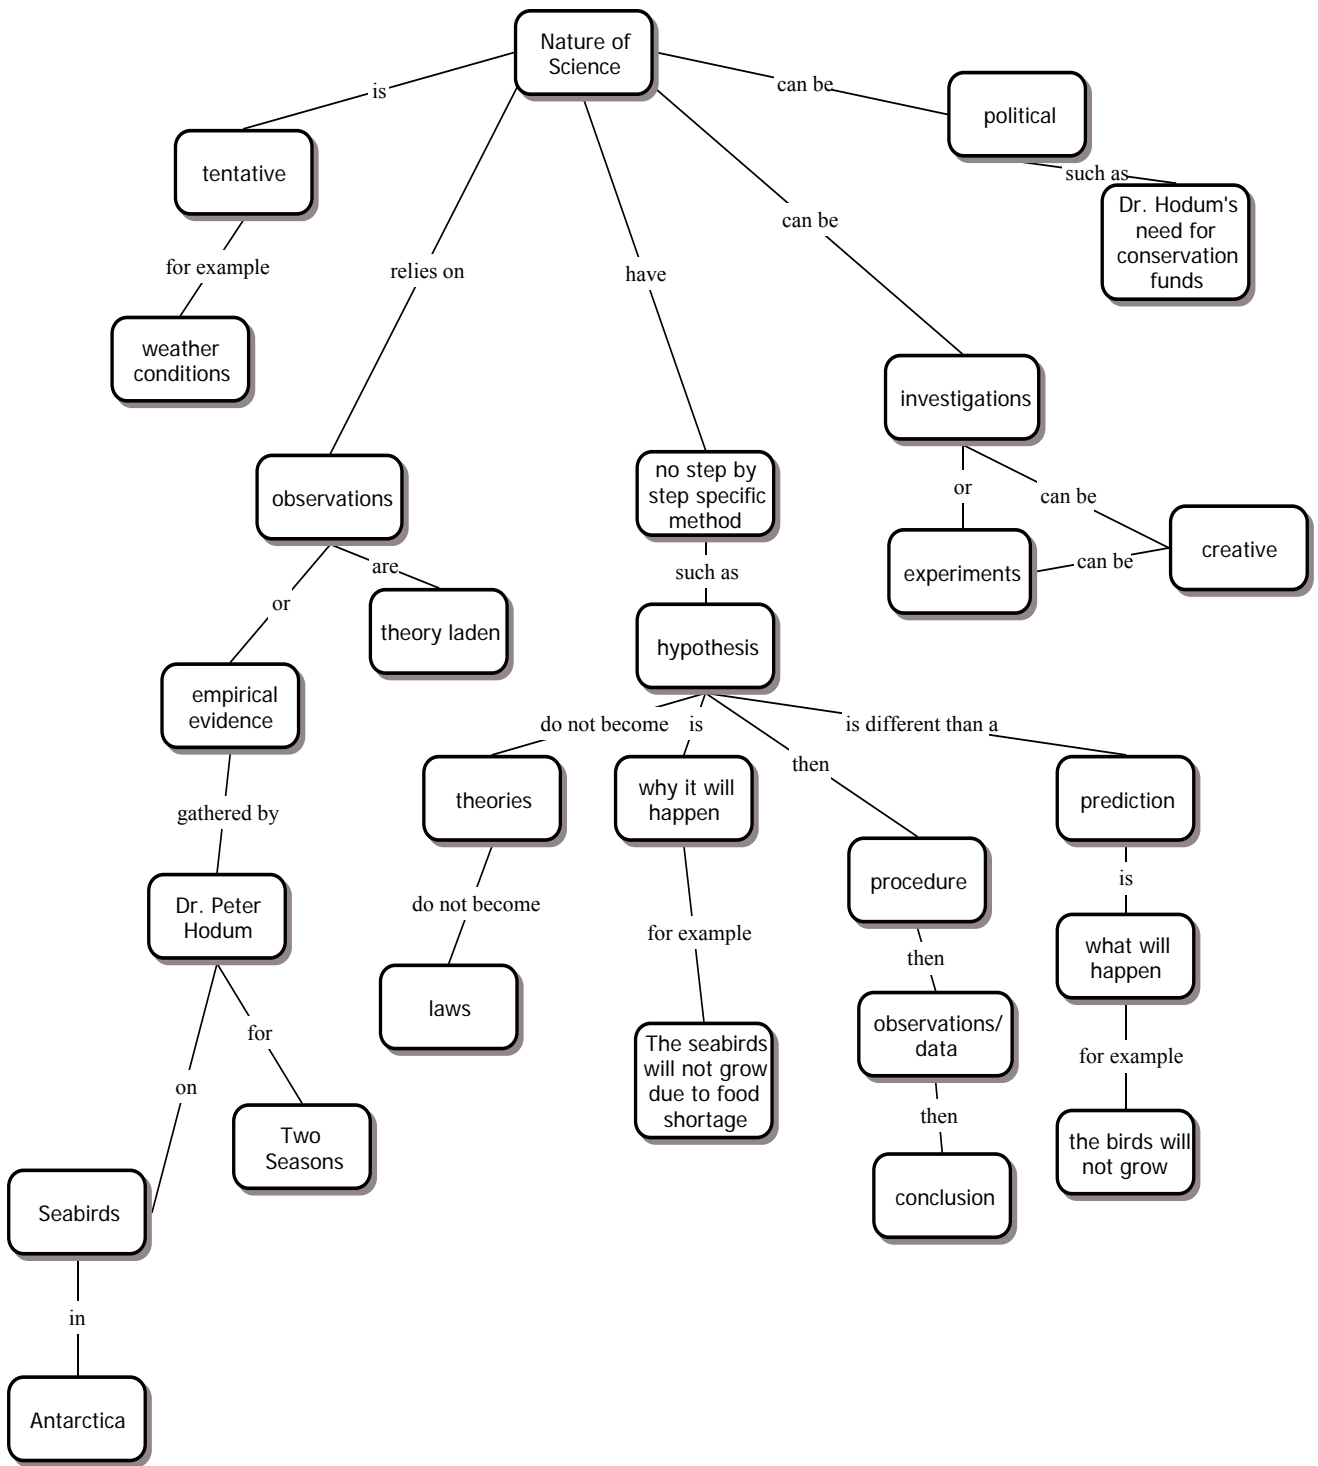 Nature of
Science
is
can be
political
tentative
such as
Dr. Hodum's
need for
conservation
funds
can be
for example
relies on
have
weather
conditions
investigations
observations
no step by
step specific
method
or
can be
creative
are
such as
experiments
can be
or
theory laden
hypothesis
empirical
evidence
do not become
is
is different than a
then
theories
why it will
happen
prediction
gathered by
procedure
is
Dr. Peter
Hodum
do not become
for example
what will
happen
then
laws
observations/
data
for
The seabirds
will not grow
due to food
shortage
for example
on
then
Two
Seasons
the birds will
not grow
Seabirds
conclusion
in
Antarctica